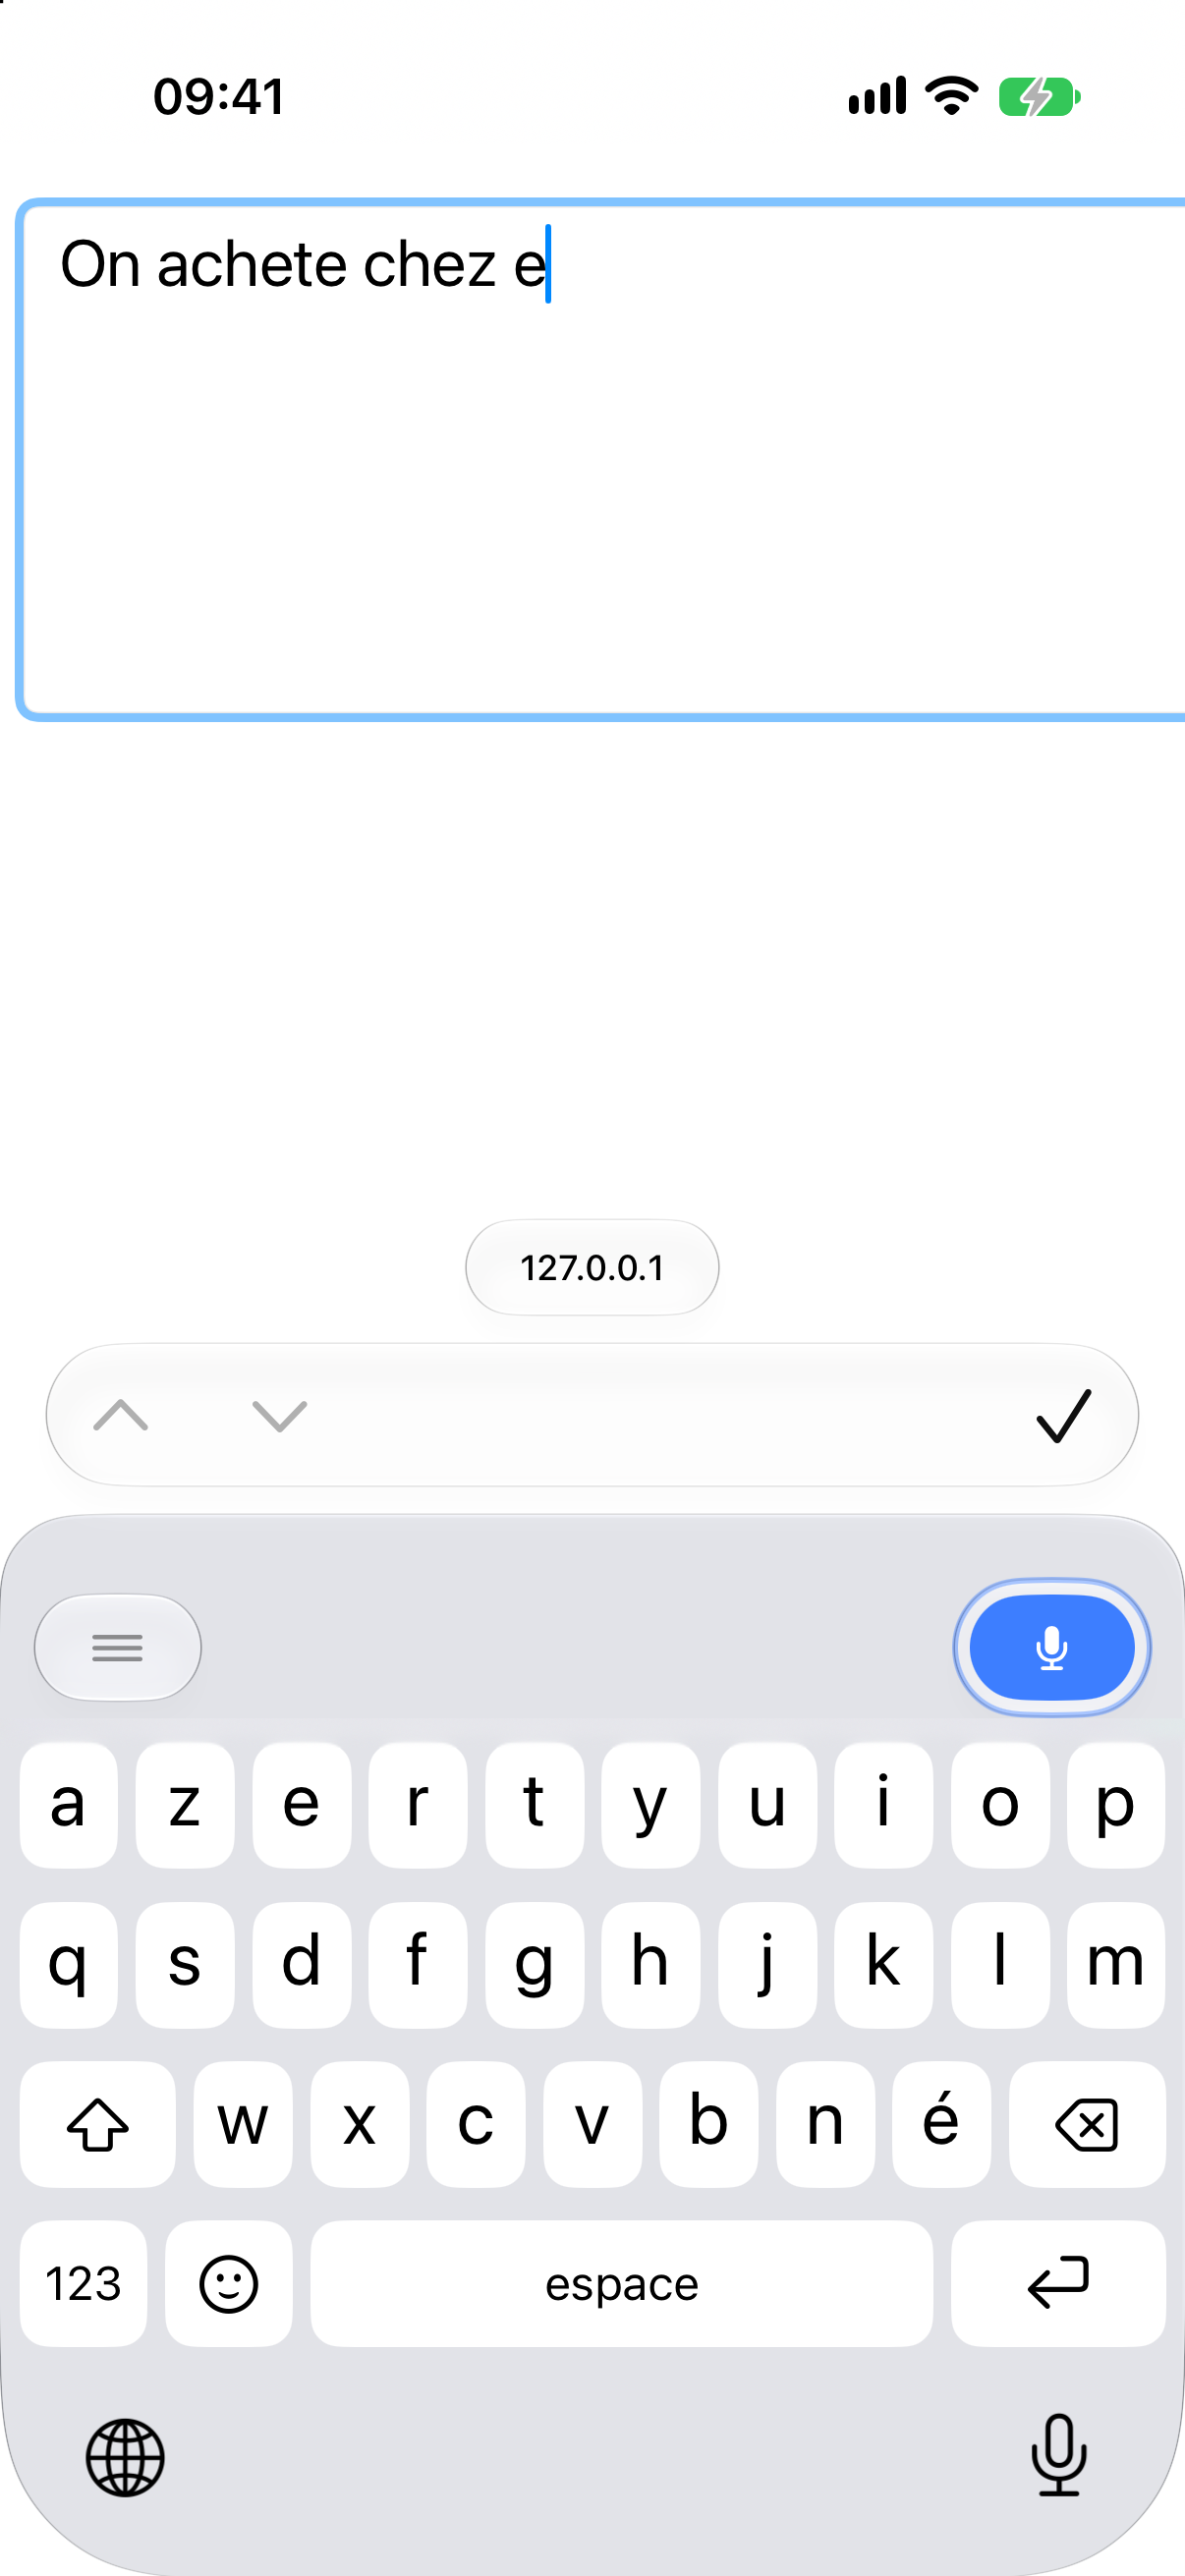 09:41
On achete chez e
127.0.0.1
a z e r t y u i o p
q s d f g h j k l m
w x c v b n é
123 espace